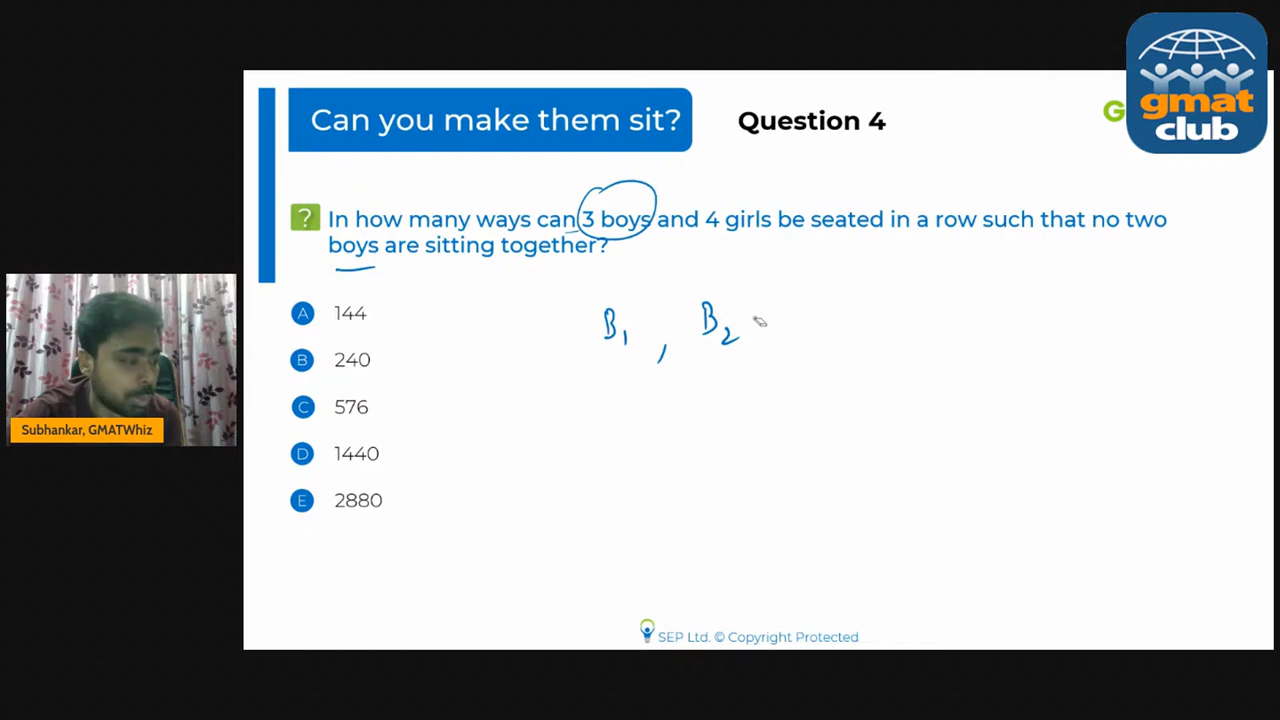 Can you make them sit?
Question 4
G
gmat
club
? In how many ways can 3 boys and 4 girls be seated in a row such that no two
boys are sitting together?
A 144
B 240
C 576
D 1440
E 2880
B1 , B2
Subhankar, GMATWhiz
SEP Ltd. © Copyright Protected